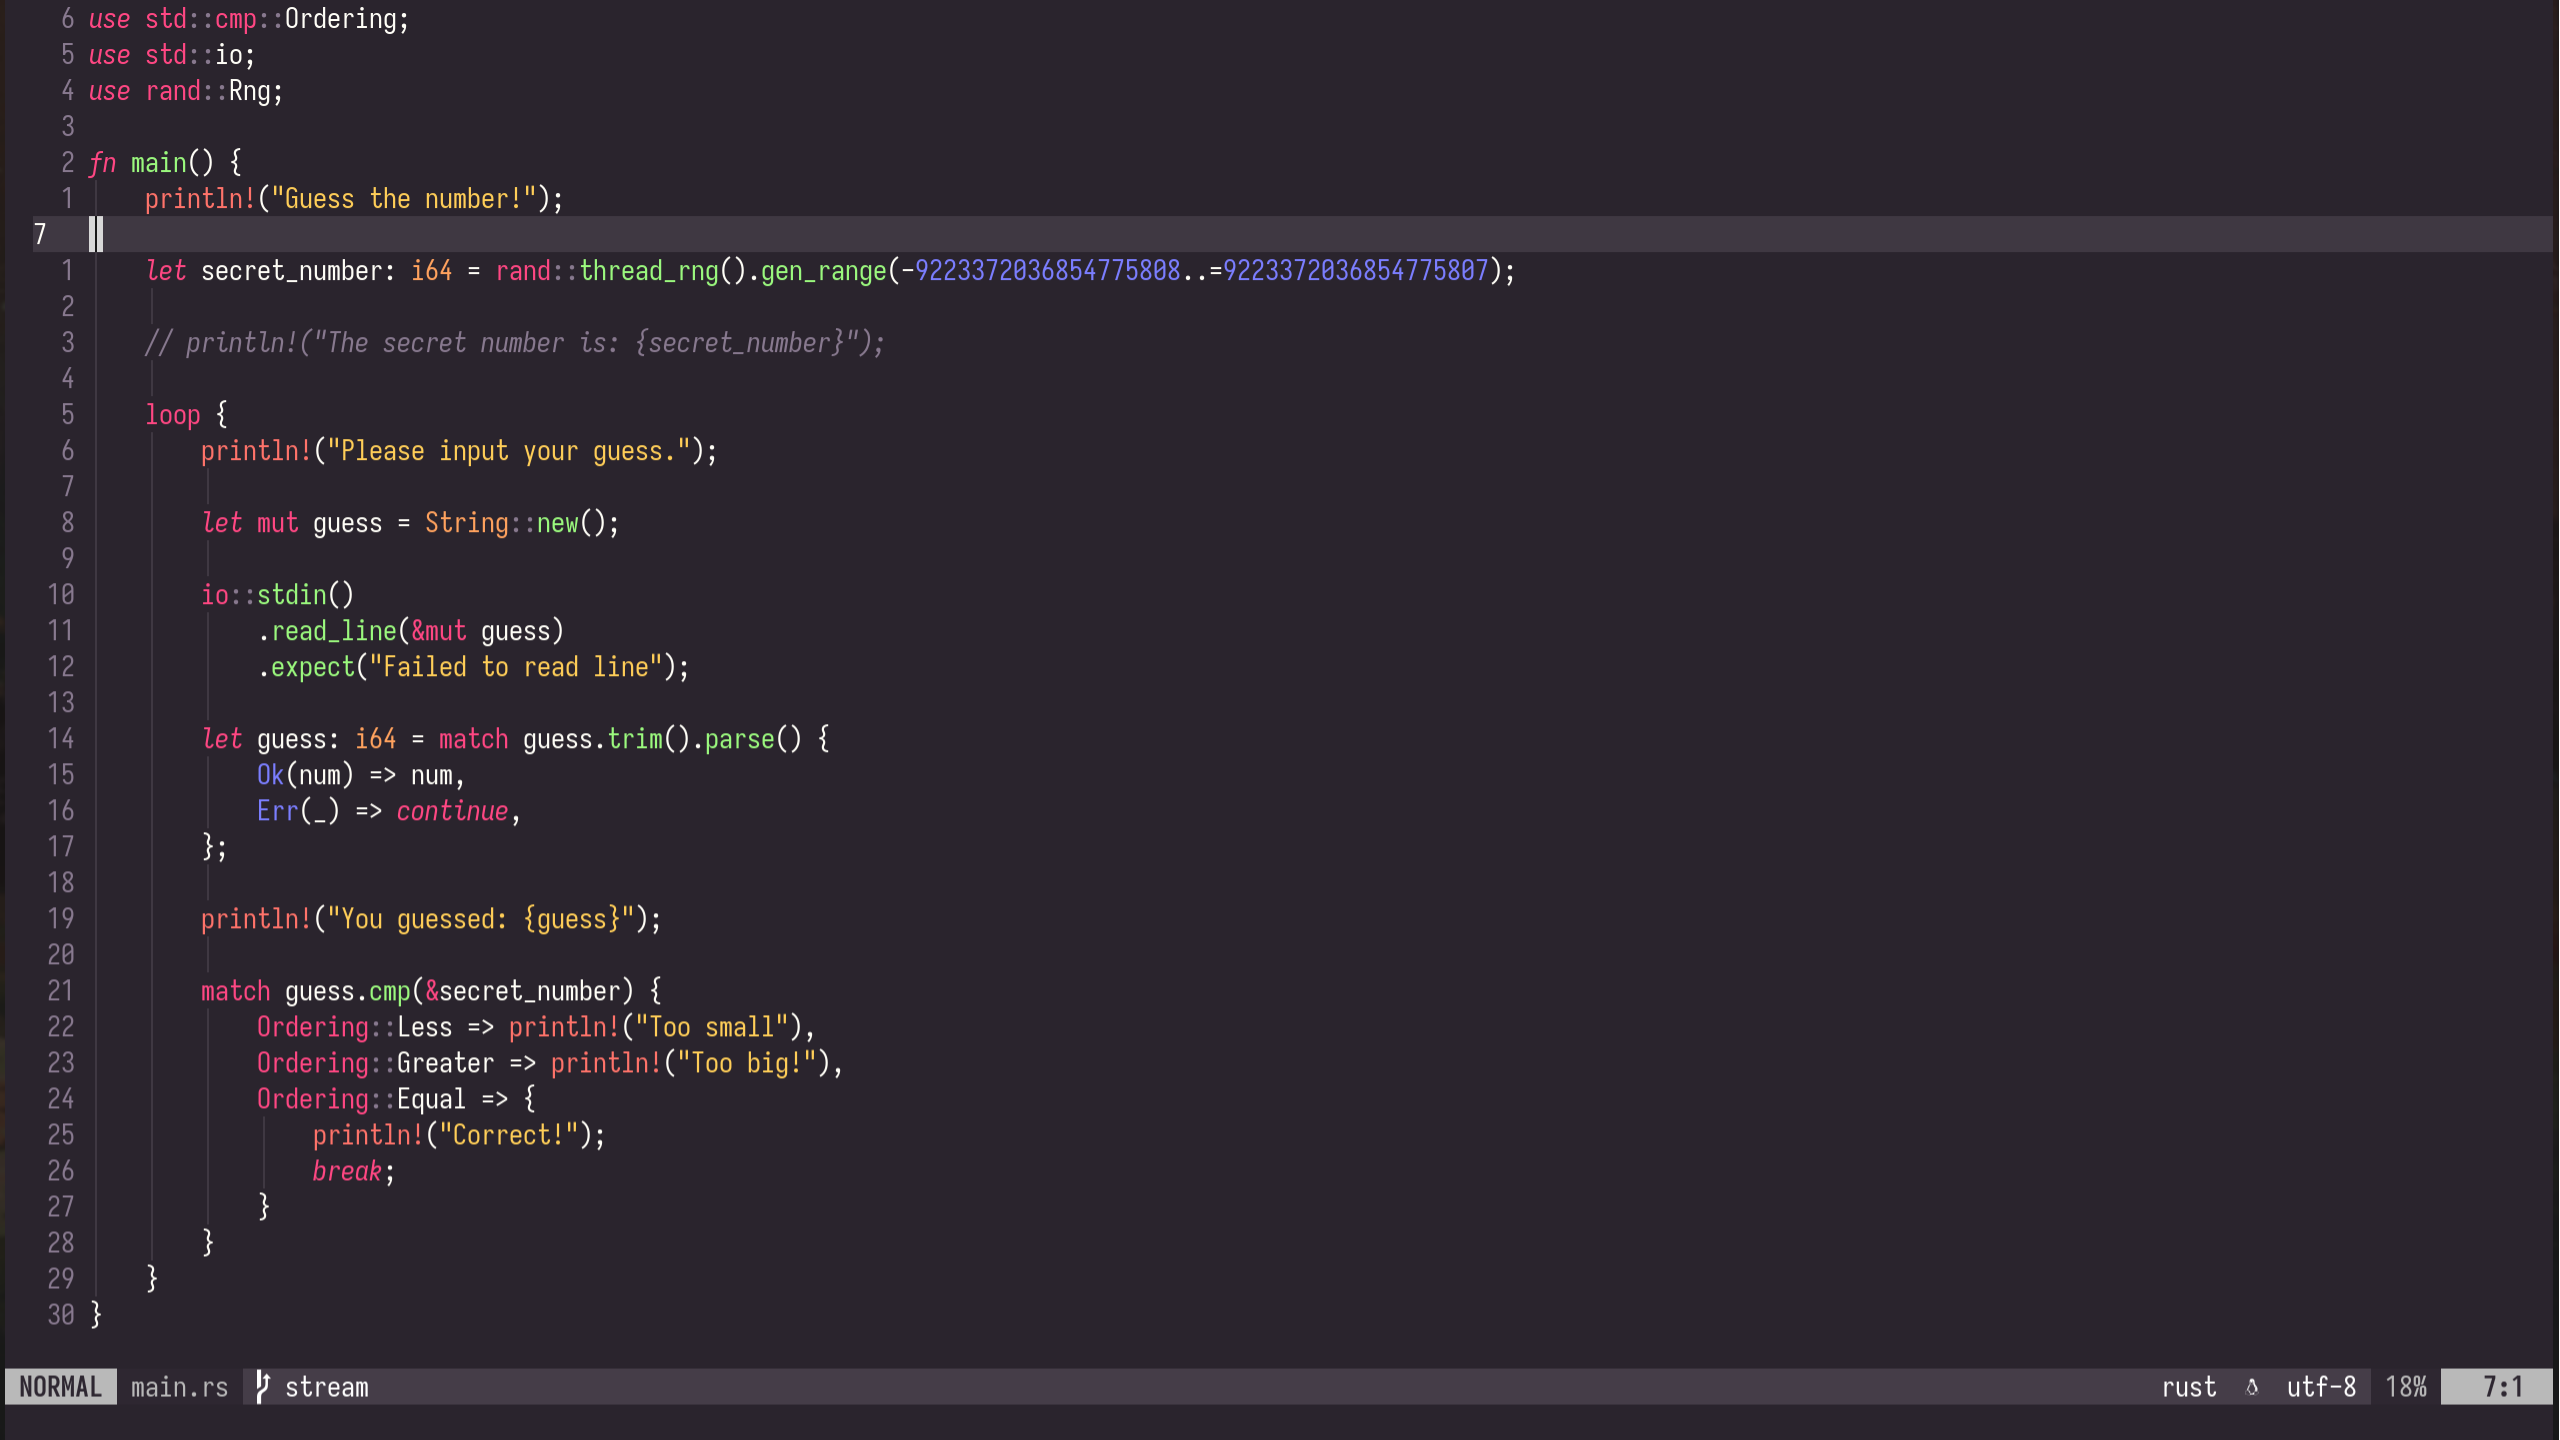 6 use std::cmp::Ordering;
5 use std::io;
4 use rand::Rng;
3
2 fn main() {
1     println!("Guess the number!");
7
1     let secret_number: i64 = rand::thread_rng().gen_range(-9223372036854775808..=9223372036854775807);
2
3     // println!("The secret number is: {secret_number}");
4
5     loop {
6         println!("Please input your guess.");
7
8         let mut guess = String::new();
9
10         io::stdin()
11             .read_line(&mut guess)
12             .expect("Failed to read line");
13
14         let guess: i64 = match guess.trim().parse() {
15             Ok(num) => num,
16             Err(_) => continue,
17         };
18
19         println!("You guessed: {guess}");
20
21         match guess.cmp(&secret_number) {
22             Ordering::Less => println!("Too small"),
23             Ordering::Greater => println!("Too big!"),
24             Ordering::Equal => {
25                 println!("Correct!");
26                 break;
27             }
28         }
29     }
30 }
NORMAL main.rs stream rust utf-8 18% 7:1